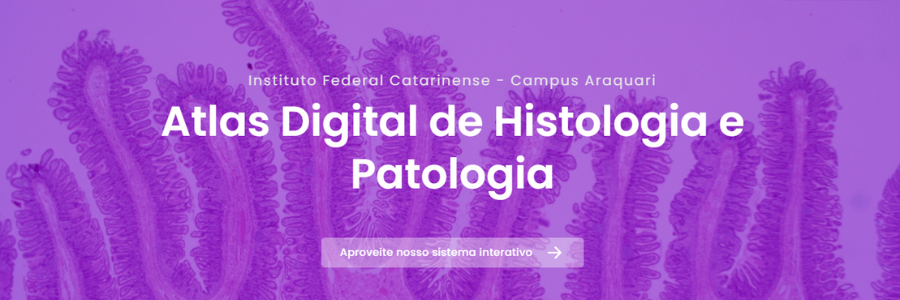 Instituto Federal Catarinense - Campus Araquari
Atlas Digital de Histologia e
Patologia
Aproveite nosso sistema interativo